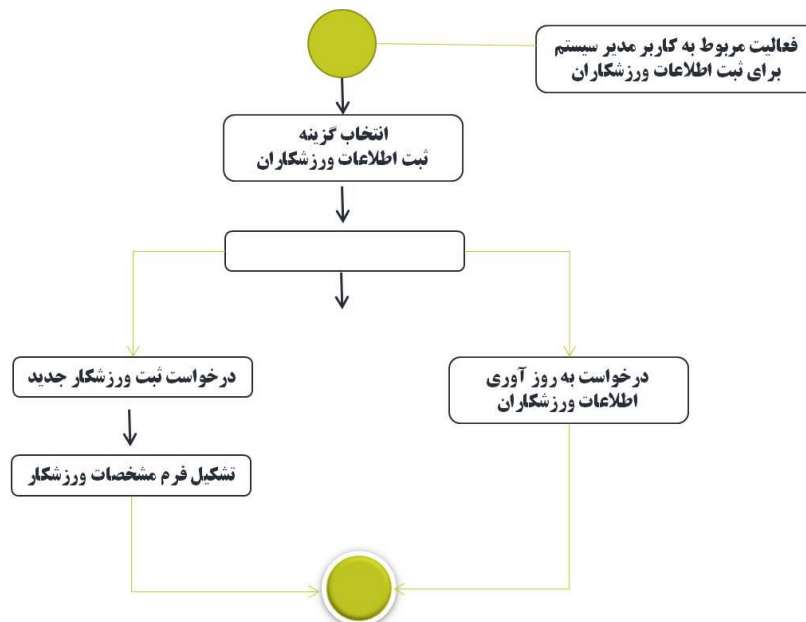 فعالیت مربوط به کاربر مدیر سیستم
برای ثبت اطلاعات ورزشکاران
انتخاب گزینه
ثبت اطلاعات ورزشکاران
درخواست ثبت ورزشکار جدید
درخواست به روز آوری
اطلاعات ورزشکاران
تشکیل فرم مشخصات ورزشکار